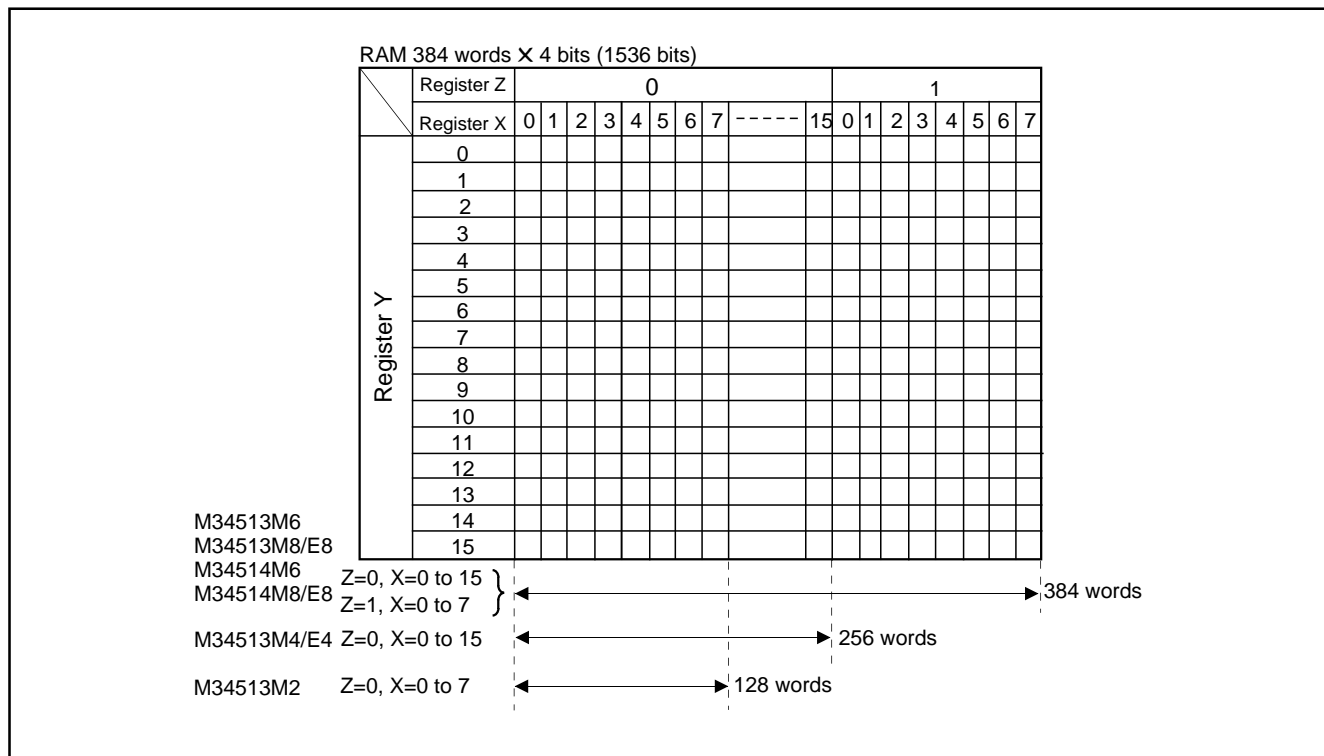 RAM 384 words × 4 bits (1536 bits)
Register Z 0 1
Register X 0 1 2 3 4 5 6 7 ----- 15 0 1 2 3 4 5 6 7
Register Y
0
1
2
3
4
5
6
7
8
9
10
11
12
13
14
15
M34513M6
M34513M8/E8
M34514M6
M34514M8/E8
Z=0, X=0 to 15
Z=1, X=0 to 7
384 words
M34513M4/E4 Z=0, X=0 to 15 256 words
M34513M2 Z=0, X=0 to 7 128 words